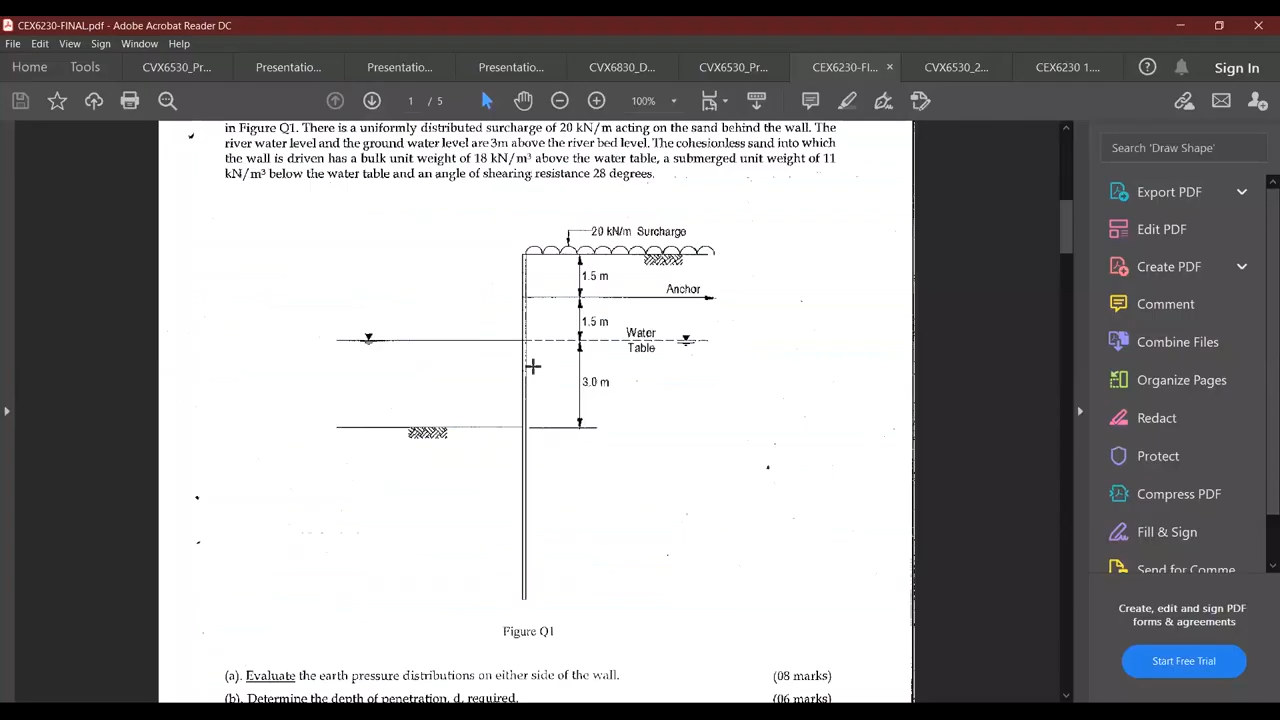 CEX6230-FINAL.pdf - Adobe Acrobat Reader DC
File Edit View Sign Window Help
Home Tools CVX6530_Pr... Presentatio... Presentatio... Presentatio... CVX6830_D... CVX6530_Pr... CEX6230-FI... × CVX6530_2... CEX6230 1.... Sign In
1 / 5 100%
in Figure Q1. There is a uniformly distributed surcharge of 20 kN/m acting on the sand behind the wall. The
river water level and the ground water level are 3m above the river bed level. The cohesionless sand into which
the wall is driven has a bulk unit weight of 18 kN/m³ above the water table, a submerged unit weight of 11
kN/m³ below the water table and an angle of shearing resistance 28 degrees.
20 kN/m Surcharge
1.5 m
Anchor
1.5 m
Water
Table
3.0 m
Figure Q1
(a). Evaluate the earth pressure distributions on either side of the wall. (08 marks)
(b). Determine the depth of penetration, d, required. (06 marks)
Search 'Draw Shape'
Export PDF
Edit PDF
Create PDF
Comment
Combine Files
Organize Pages
Redact
Protect
Compress PDF
Fill & Sign
Send for Comme
Create, edit and sign PDF
forms & agreements
Start Free Trial